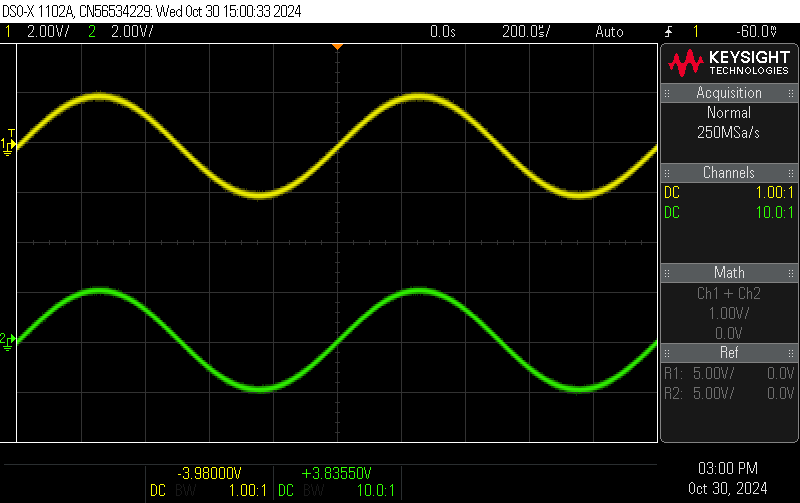 DSO-X 1102A, CN56534229: Wed Oct 30 15:00:33 2024
1 2.00V/ 2 2.00V/ 0.0s 200.0㎲/ Auto 1 -60.0mV
KEYSIGHT
TECHNOLOGIES
Acquisition
Normal
250MSa/s
Channels
DC 1.00:1
DC 10.0:1
T
1
2
Math
Ch1 + Ch2
1.00V/
0.0V
Ref
R1: 5.00V/ 0.0V
R2: 5.00V/ 0.0V
-3.98000V +3.83550V
DC BW 1.00:1 DC BW 10.0:1
03:00 PM
Oct 30, 2024